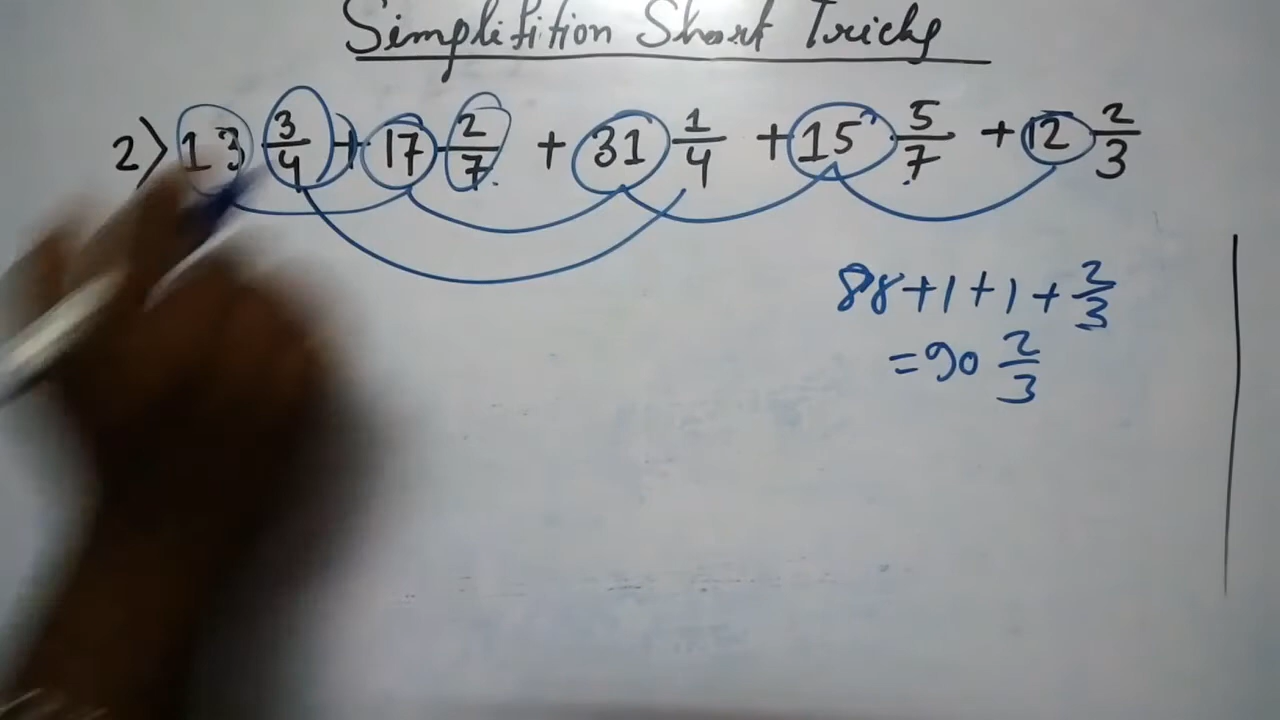 Simplifition Short Tricks
2) 13 3/4 + 17 2/7 + 31 1/4 + 15 5/7 + 12 2/3
88+1+1+2/3
=90 2/3